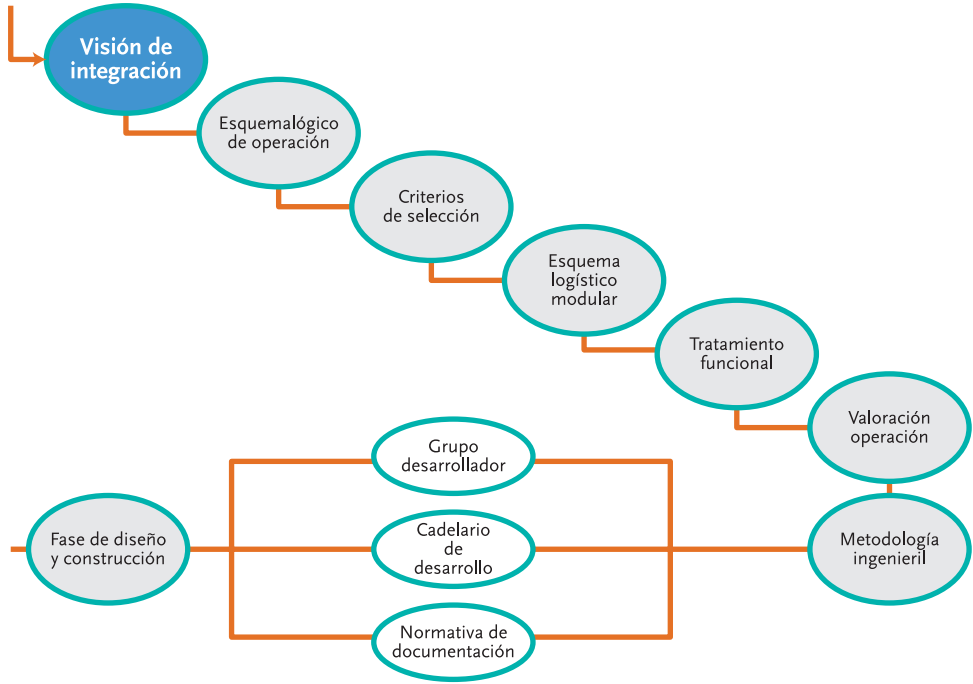 Visión de
integración
Esquemalógico
de operación
Criterios
de selección
Esquema
logístico
modular
Tratamiento
funcional
Valoración
operación
Grupo
desarrollador
Fase de diseño
y construcción
Cadelario
de
desarrollo
Metodología
ingenieril
Normativa de
documentación